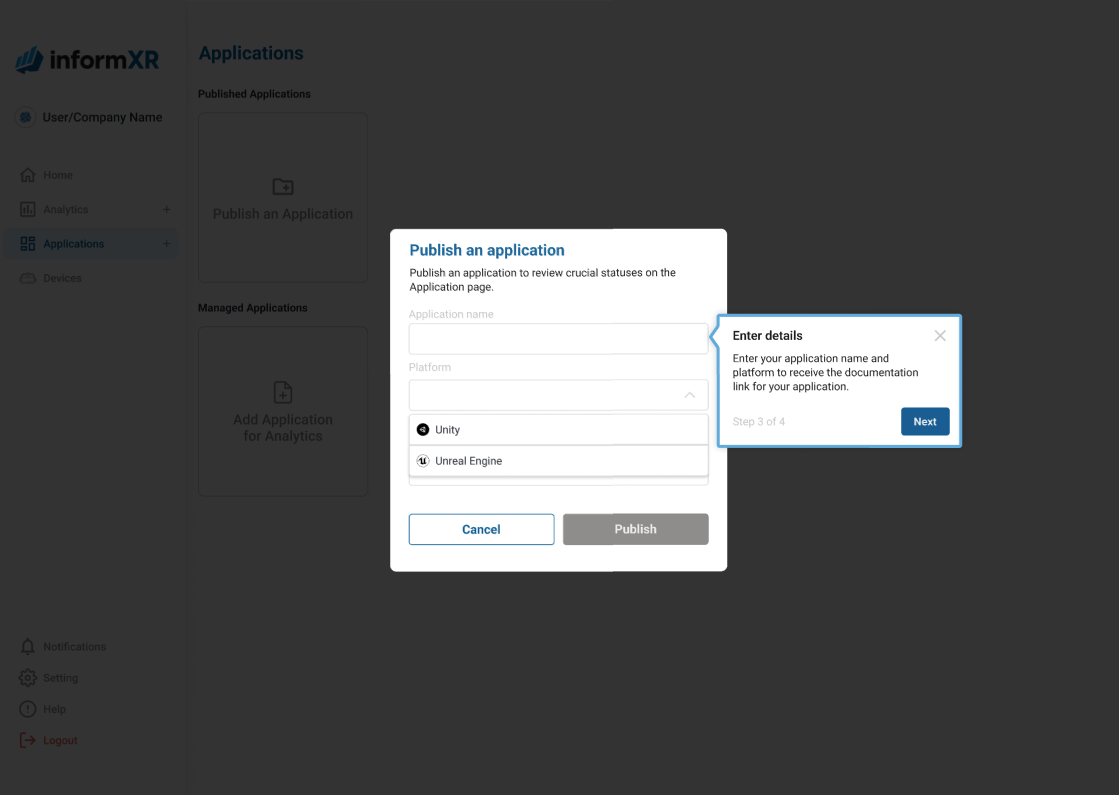 informXR
User/Company Name
Home
Analytics +
Applications +
Devices
Notifications
Setting
Help
Logout
Applications
Published Applications
Publish an Application
Managed Applications
Add Application
for Analytics
Publish an application
Publish an application to review crucial statuses on the
Application page.
Application name
Platform
Unity
Unreal Engine
Cancel
Publish
Enter details
Enter your application name and
platform to receive the documentation
link for your application.
Step 3 of 4
Next